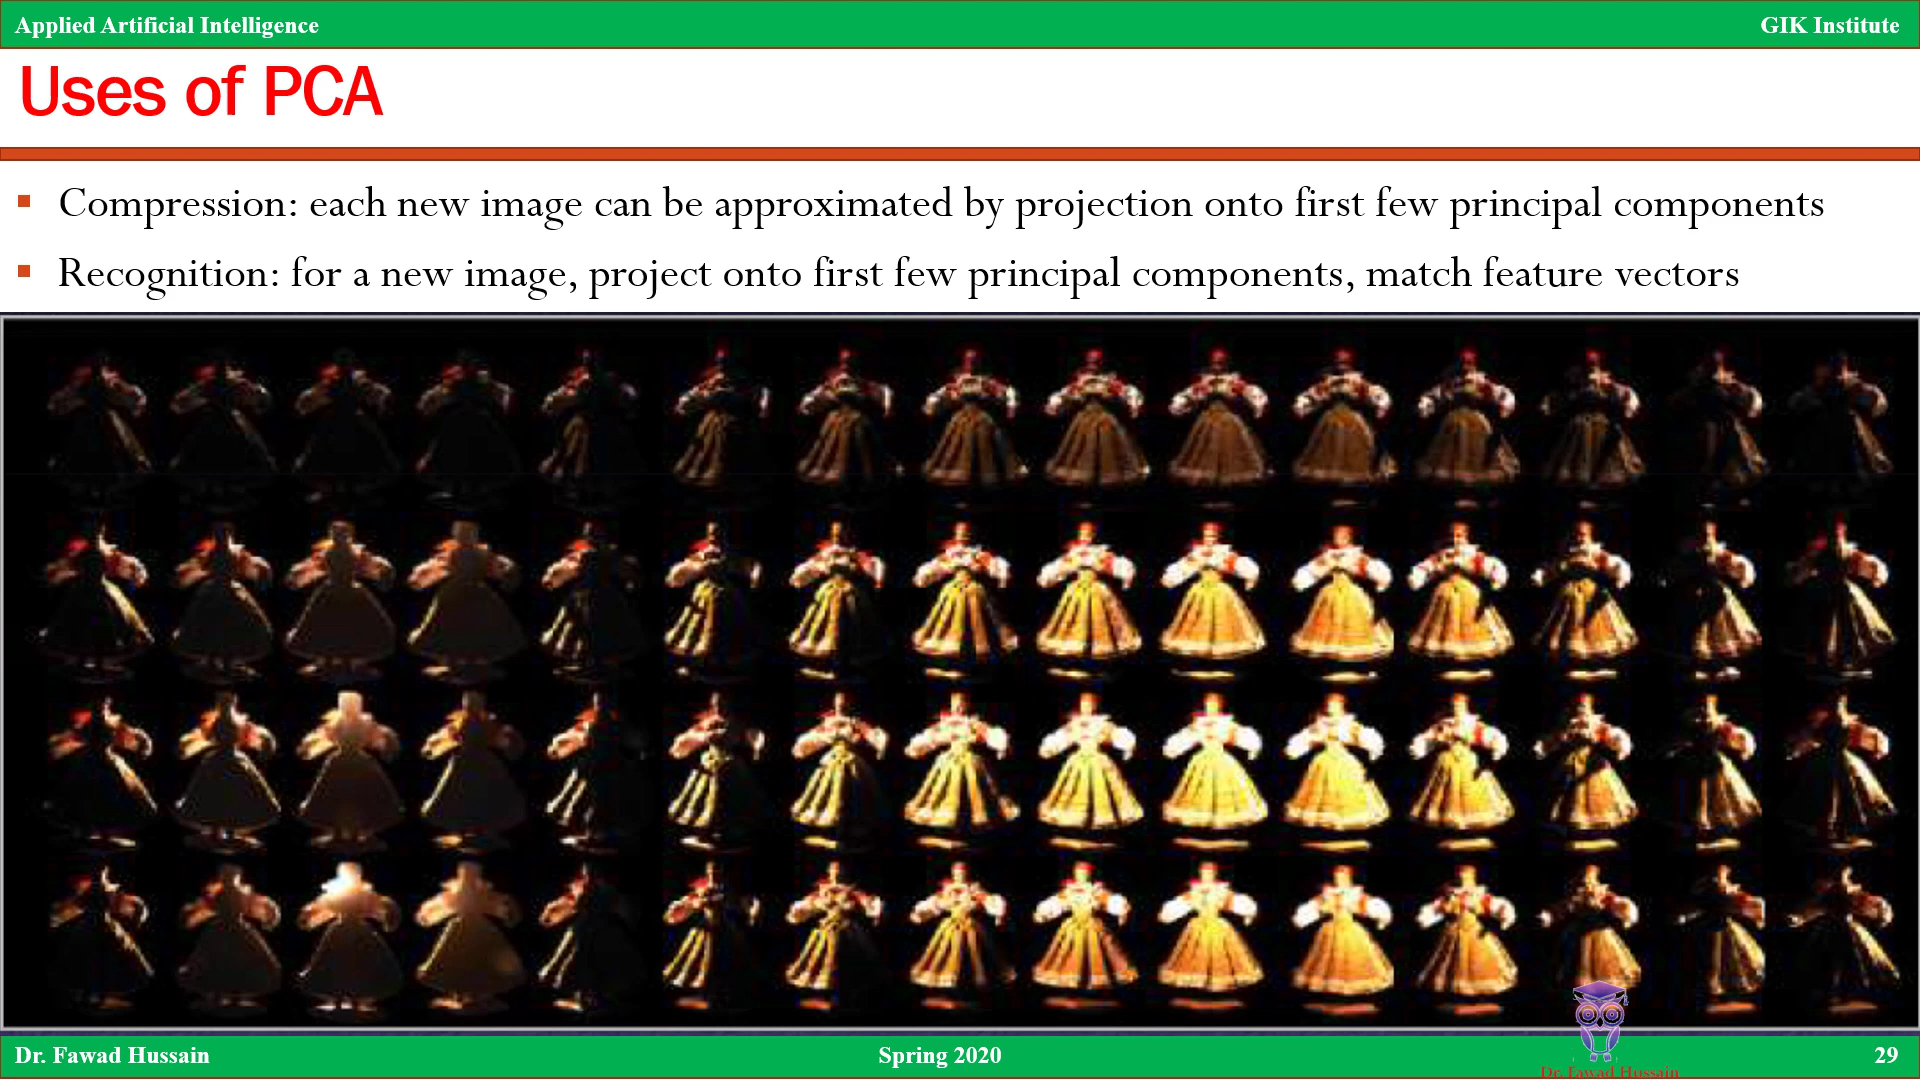 Applied Artificial Intelligence
GIK Institute
Uses of PCA
Compression: each new image can be approximated by projection onto first few principal components
Recognition: for a new image, project onto first few principal components, match feature vectors
Dr. Fawad Hussain
Spring 2020
29
Dr. Fawad Hussain